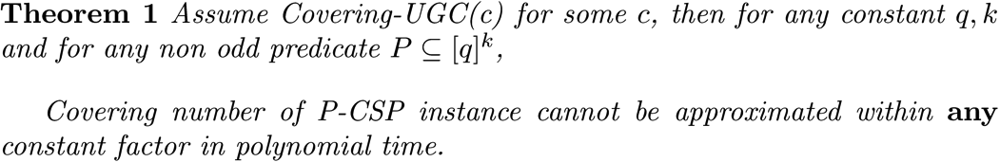 Theorem 1 Assume Covering-UGC(c) for some c, then for any constant q, k
and for any non odd predicate P ⊆ [q]^k,
Covering number of P-CSP instance cannot be approximated within any
constant factor in polynomial time.